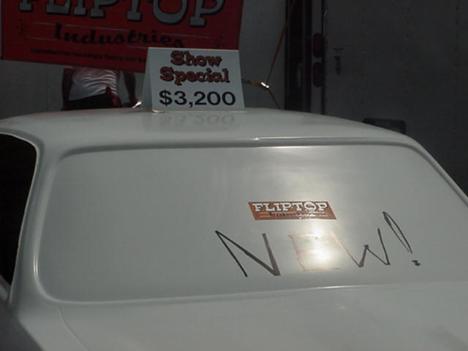 FLIPTOP
Industries
Show
Special
$3,200
FLIPTOP
NEW!